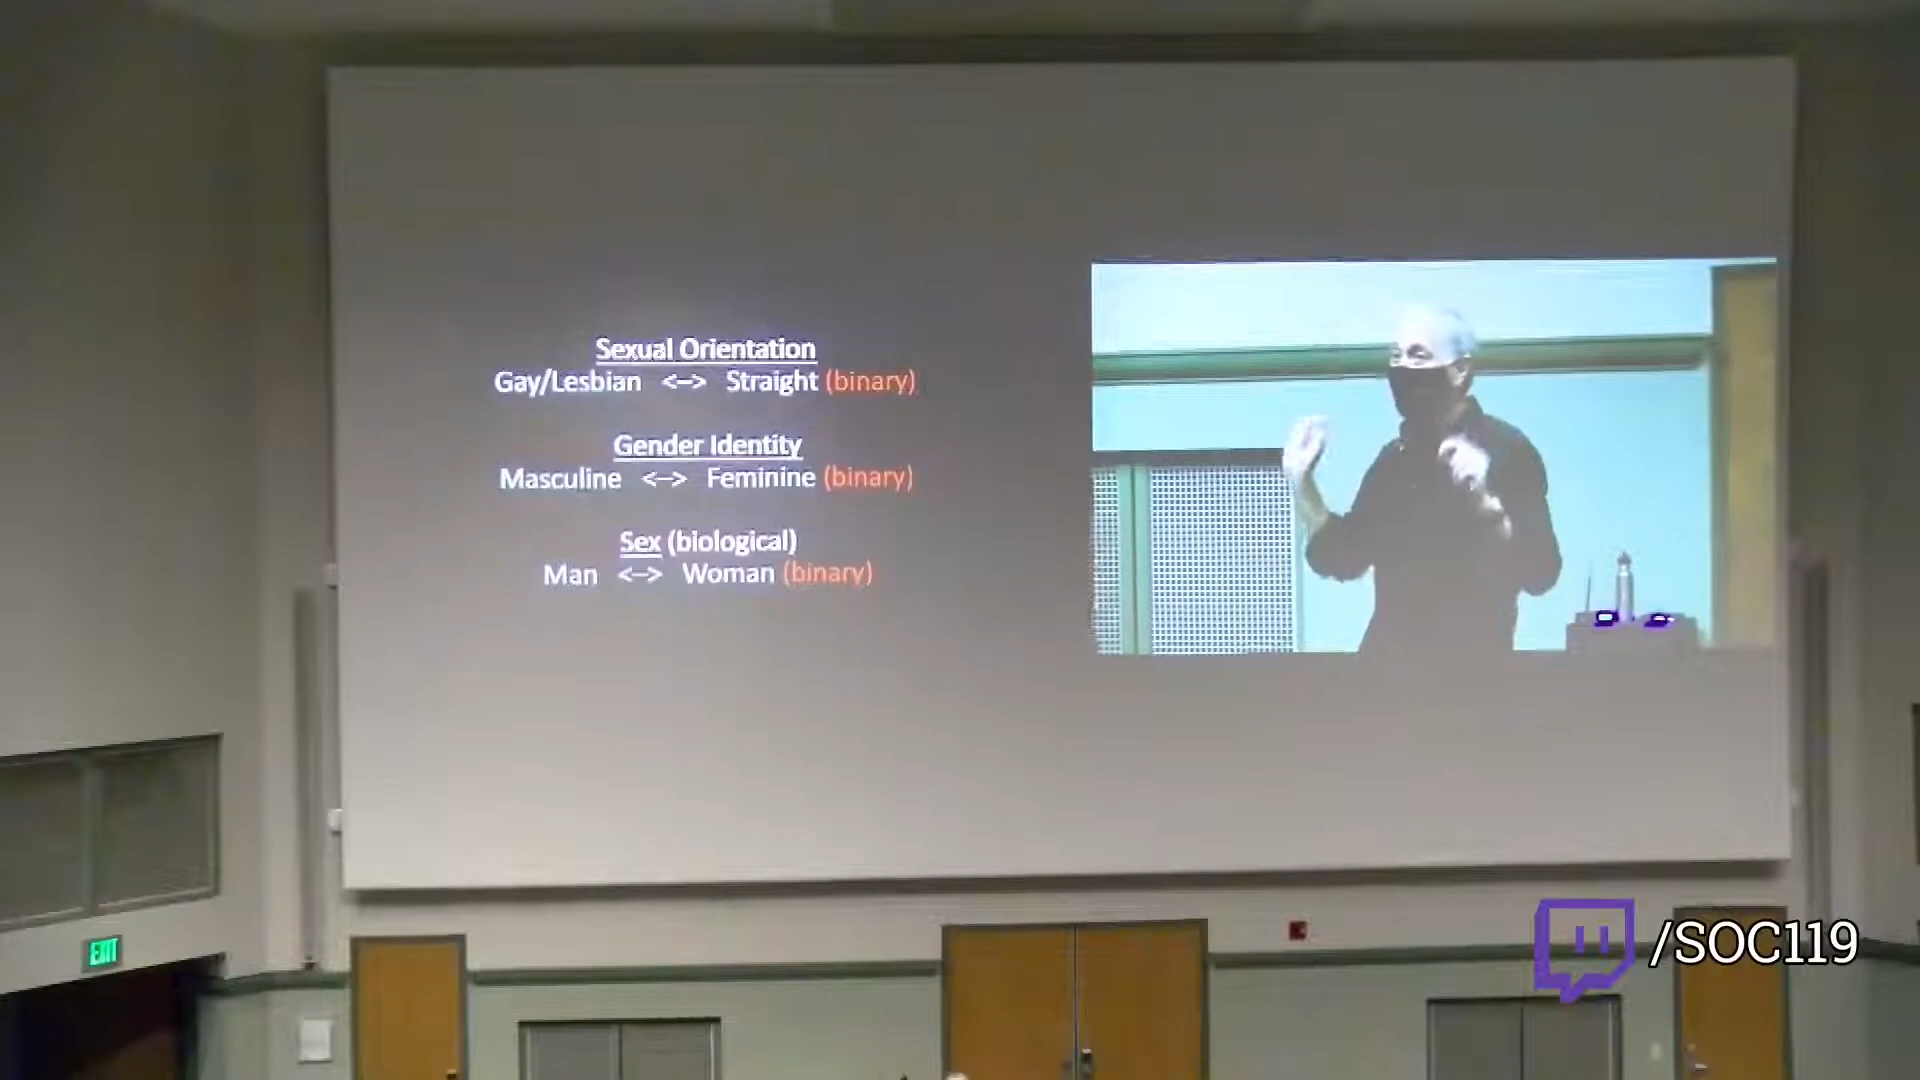 Sexual Orientation
Gay/Lesbian <--> Straight (binary)
Gender Identity
Masculine <--> Feminine (binary)
Sex (biological)
Man <--> Woman (binary)
EXIT
/SOC119